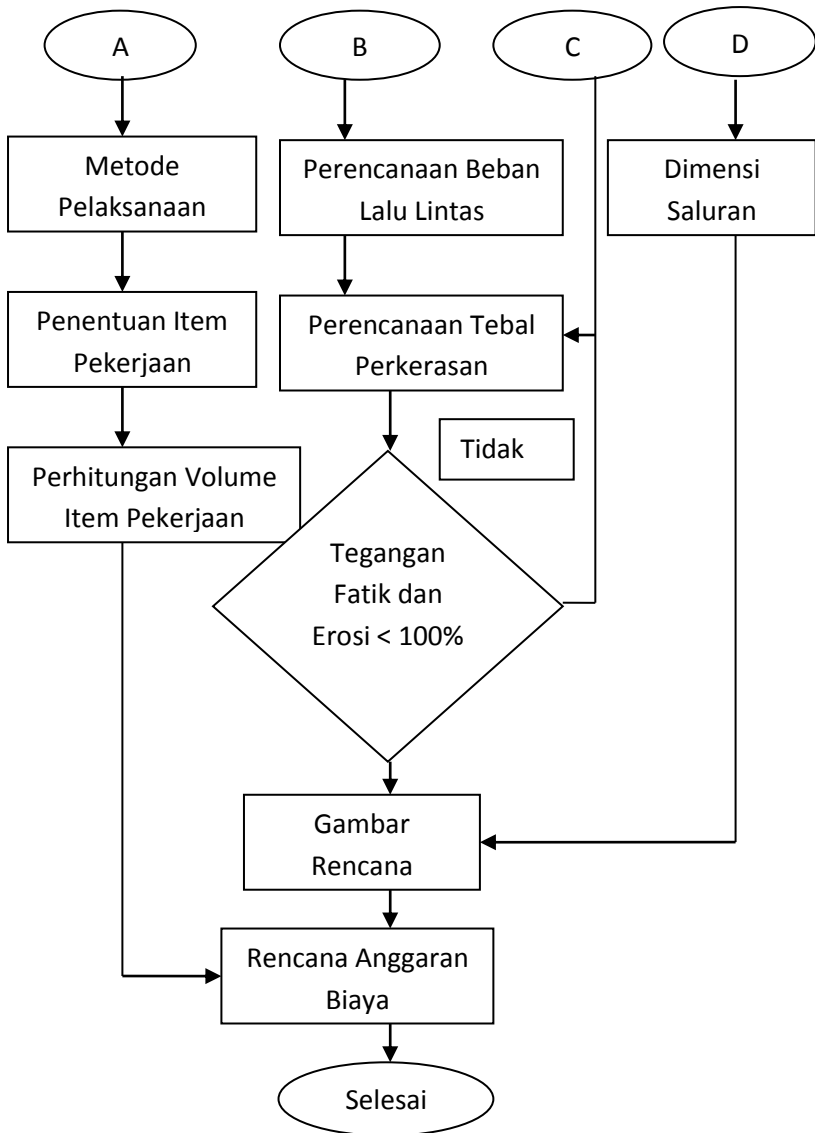 A
B
C
D
Metode
Pelaksanaan
Perencanaan Beban
Lalu Lintas
Dimensi
Saluran
Penentuan Item
Pekerjaan
Perencanaan Tebal
Perkerasan
Tidak
Perhitungan Volume
Item Pekerjaan
Tegangan
Fatik dan
Erosi < 100%
Gambar
Rencana
Rencana Anggaran
Biaya
Selesai